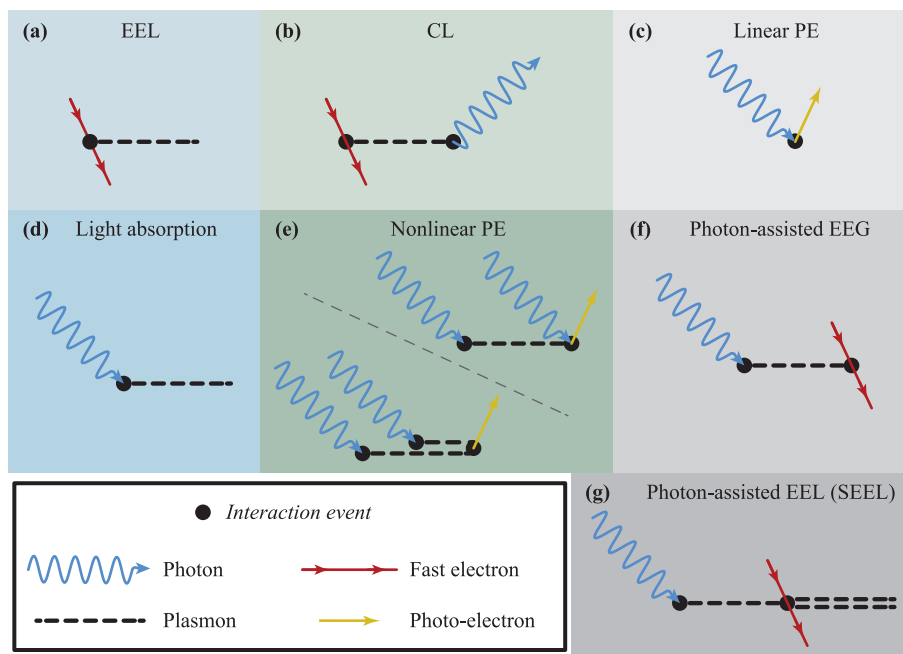 (a) EEL
(b) CL
(c) Linear PE
(d) Light absorption
(e) Nonlinear PE
(f) Photon-assisted EEG
(g) Photon-assisted EEL (SEEL)
Interaction event
Photon
Fast electron
Plasmon
Photo-electron